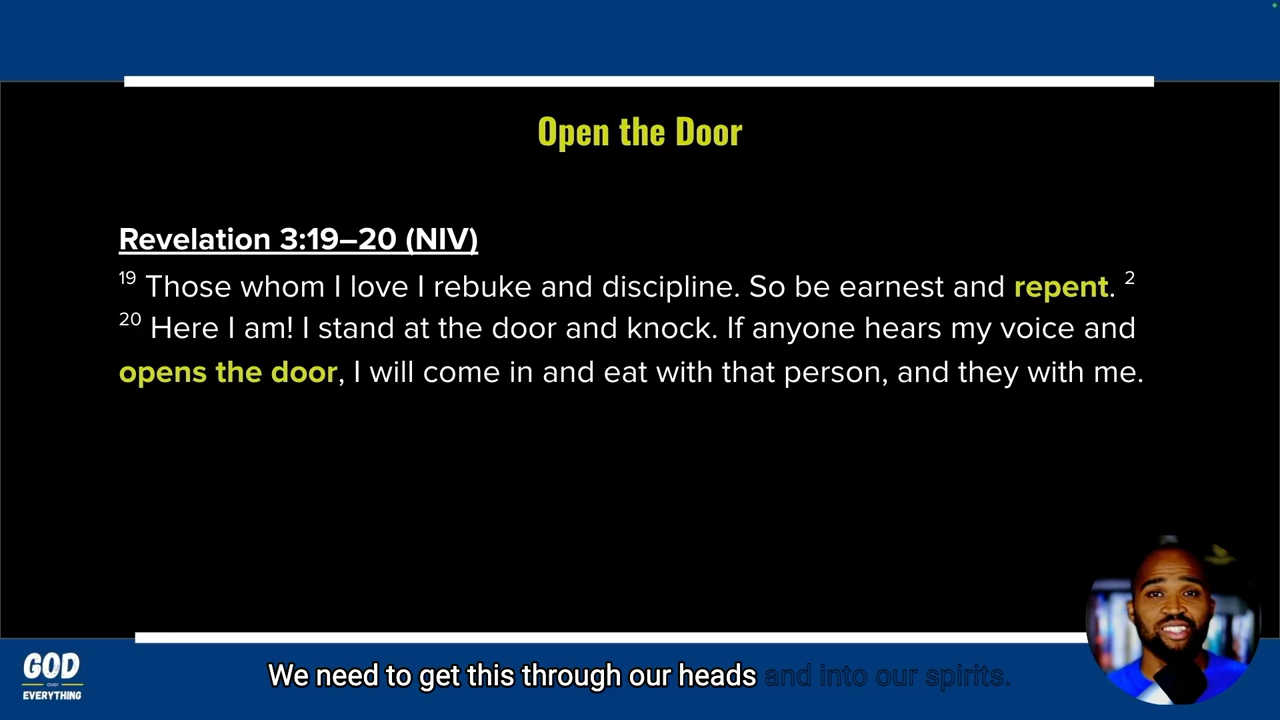 Open the Door
Revelation 3:19–20 (NIV)
19 Those whom I love I rebuke and discipline. So be earnest and repent. 2
20 Here I am! I stand at the door and knock. If anyone hears my voice and
opens the door, I will come in and eat with that person, and they with me.
GOD
over
EVERYTHING
We need to get this through our heads and into our spirits.